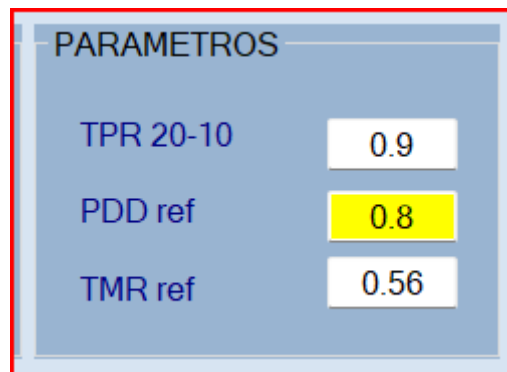 PARAMETROS
TPR 20-10 0.9
PDD ref 0.8
TMR ref 0.56